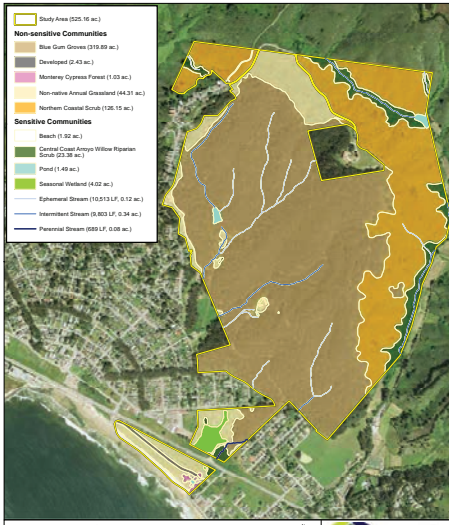 Study Area (525.16 ac.)
Non-sensitive Communities
Blue Gum Groves (319.89 ac.)
Developed (2.43 ac.)
Monterey Cypress Forest (1.03 ac.)
Non-native Annual Grassland (44.31 ac.)
Northern Coastal Scrub (126.15 ac.)
Sensitive Communities
Beach (1.92 ac.)
Central Coast Arroyo Willow Riparian
Scrub (23.38 ac.)
Pond (1.49 ac.)
Seasonal Wetland (4.02 ac.)
Ephemeral Stream (10,513 LF, 0.12 ac.)
Intermittent Stream (9,803 LF, 0.34 ac.)
Perennial Stream (689 LF, 0.08 ac.)